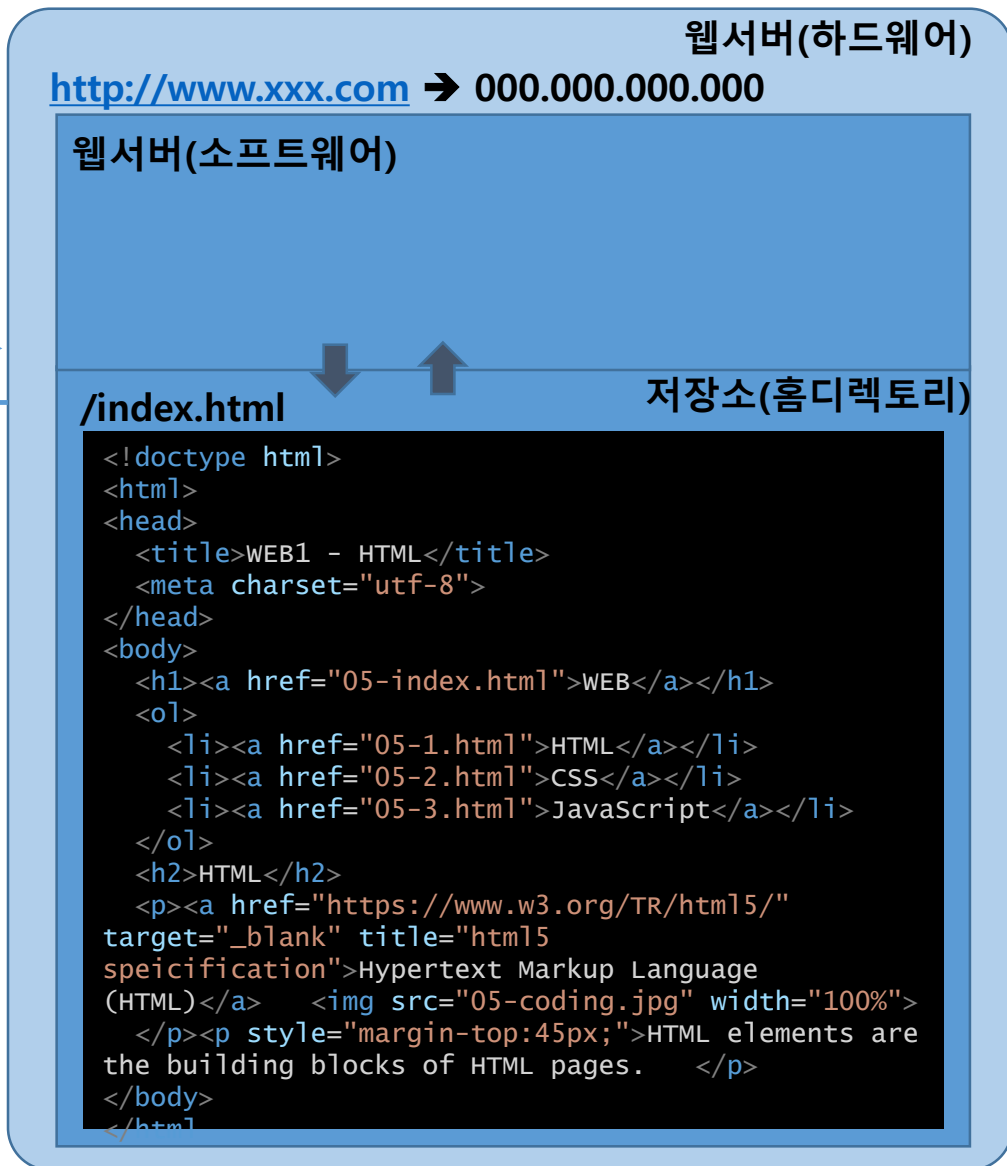 웹서버(하드웨어)
http://www.xxx.com ➔ 000.000.000.000
웹서버(소프트웨어)
저장소(홈디렉토리)
/index.html
<!doctype html>
<html>
<head>
  <title>WEB1 - HTML</title>
  <meta charset="utf-8">
</head>
<body>
  <h1><a href="05-index.html">WEB</a></h1>
  <ol>
    <li><a href="05-1.html">HTML</a></li>
    <li><a href="05-2.html">CSS</a></li>
    <li><a href="05-3.html">JavaScript</a></li>
  </ol>
  <h2>HTML</h2>
  <p><a href="https://www.w3.org/TR/html5/"
target="_blank" title="html5
speicification">Hypertext Markup Language
(HTML)</a>   <img src="05-coding.jpg" width="100%">
  </p><p style="margin-top:45px;">HTML elements are
the building blocks of HTML pages.   </p>
</body>
</html